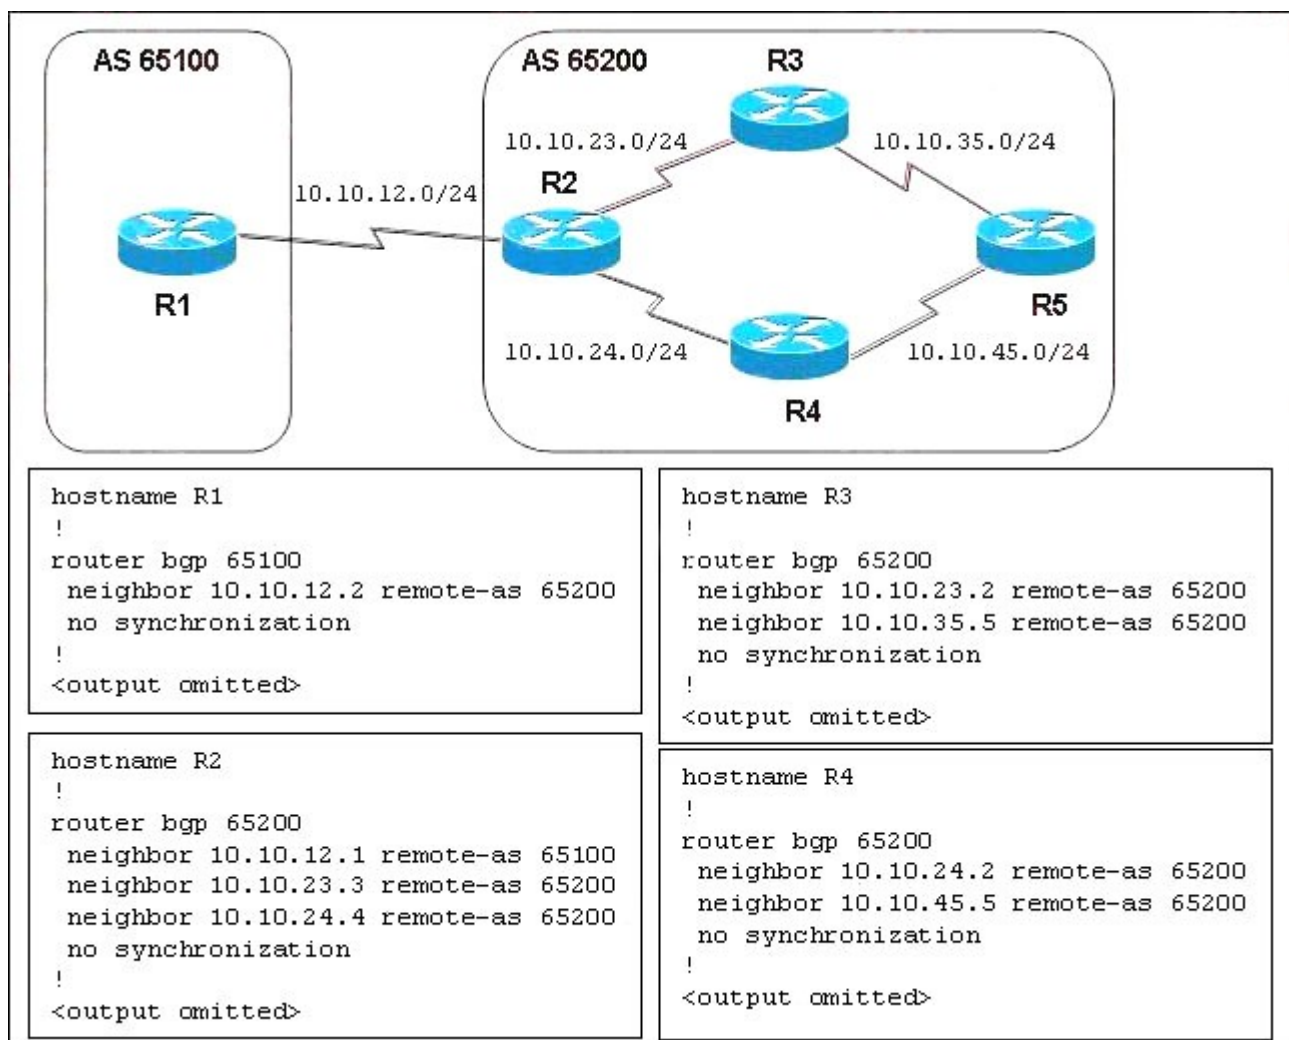 AS 65100
AS 65200
R3
10.10.23.0/24
10.10.35.0/24
R2
10.10.12.0/24
R1
R5
10.10.24.0/24
10.10.45.0/24
R4
hostname R1
!
router bgp 65100
neighbor 10.10.12.2 remote-as 65200
no synchronization
!
<output omitted>
hostname R2
!
router bgp 65200
neighbor 10.10.12.1 remote-as 65100
neighbor 10.10.23.3 remote-as 65200
neighbor 10.10.24.4 remote-as 65200
no synchronization
!
<output omitted>
hostname R3
!
router bgp 65200
neighbor 10.10.23.2 remote-as 65200
neighbor 10.10.35.5 remote-as 65200
no synchronization
!
<output omitted>
hostname R4
!
router bgp 65200
neighbor 10.10.24.2 remote-as 65200
neighbor 10.10.45.5 remote-as 65200
no synchronization
!
<output omitted>